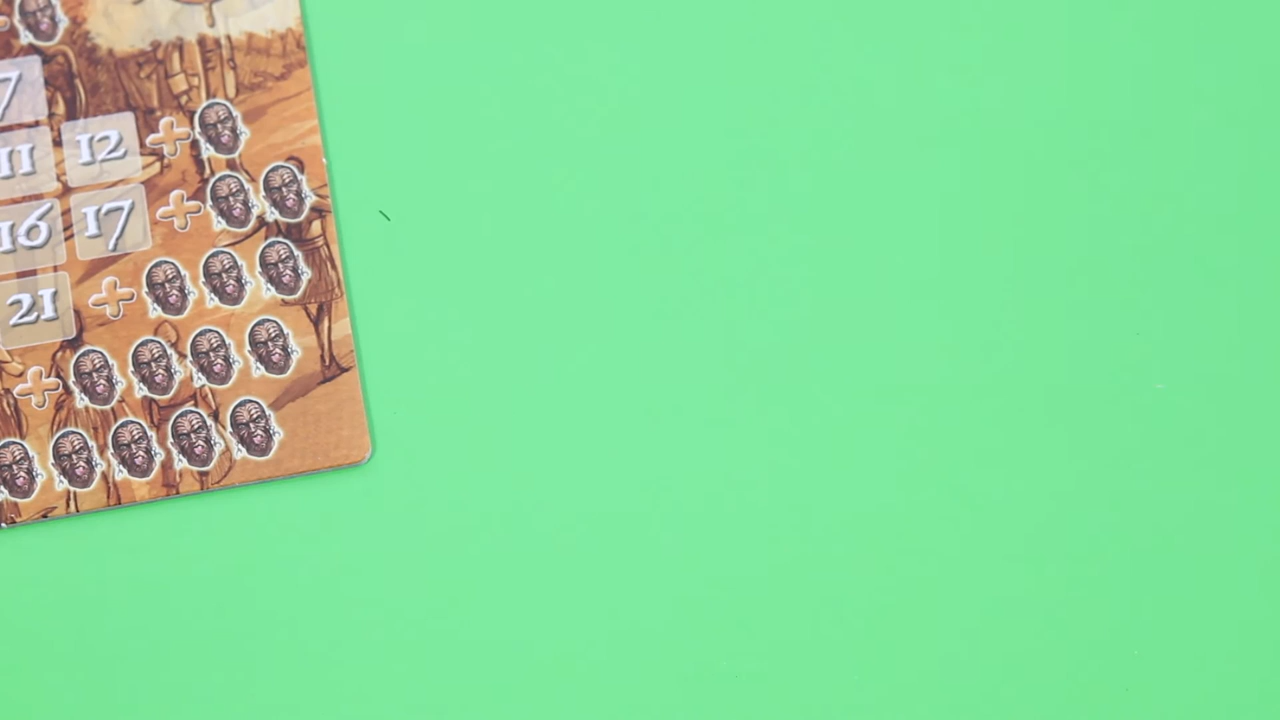 7
11 12 +
16 17 +
21 +
+